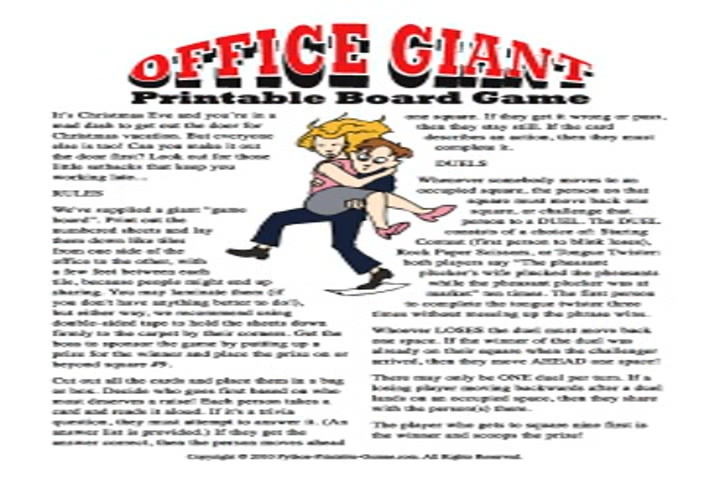 OFFICE GIANT
Printable Board Game
It's Christmas Eve and you're in a
mad dash to get out the door for
Christmas vacation. But everyone
else is too! Can you make it out
the door first? Look out for those
little setbacks that keep you
working late...
RULES
We've supplied a giant "game
board". Print out the
numbered sheets and lay
them down like tiles
from one side of the
office to the other, with
a few feet between each
tile, because people might end up
sharing. You may laminate them (if
you don't have anything better to do!),
but either way, we recommend using
double-sided tape to hold the sheets down
firmly to the carpet by their corners. Get the
boss to sponsor the game by putting up a
prize for the winner and place the prize on or
beyond square #9.
Cut out all the cards and place them in a bag
or box. Decide who goes first based on who
most deserves a raise! Each person takes a
card and reads it aloud. If it's a trivia
question, they must attempt to answer it. (An
answer list is provided.) If they get the
answer correct, then the person moves ahead
one square. If they get it wrong or pass,
then they stay still. If the card
describes an action, then they must
complete it.
DUELS
Whenever somebody moves to an
occupied square, the person on that
square must move back one
square, or challenge that
person to a DUEL. The DUEL
consists of a choice of: Staring
Contest (first person to blink loses),
Rock Paper Scissors, or Tongue Twister:
both players say "The pheasant
plucker's wife plucked the pheasants
while the pheasant plucker was at
market" ten times. The first person
to complete the tongue twister three
times without messing up the phrase wins.
Whoever LOSES the duel must move back
one space. If the winner of the duel was
already on their square when the challenger
arrived, then they move AHEAD one space!
There may only be ONE duel per turn. If a
losing player moving backwards after a duel
lands on an occupied space, then they share
with the person(s) there.
The player who gets to square nine first is
the winner and scoops the prize!
Copyright © 2010 Python-Printable-Games.com. All Rights Reserved.